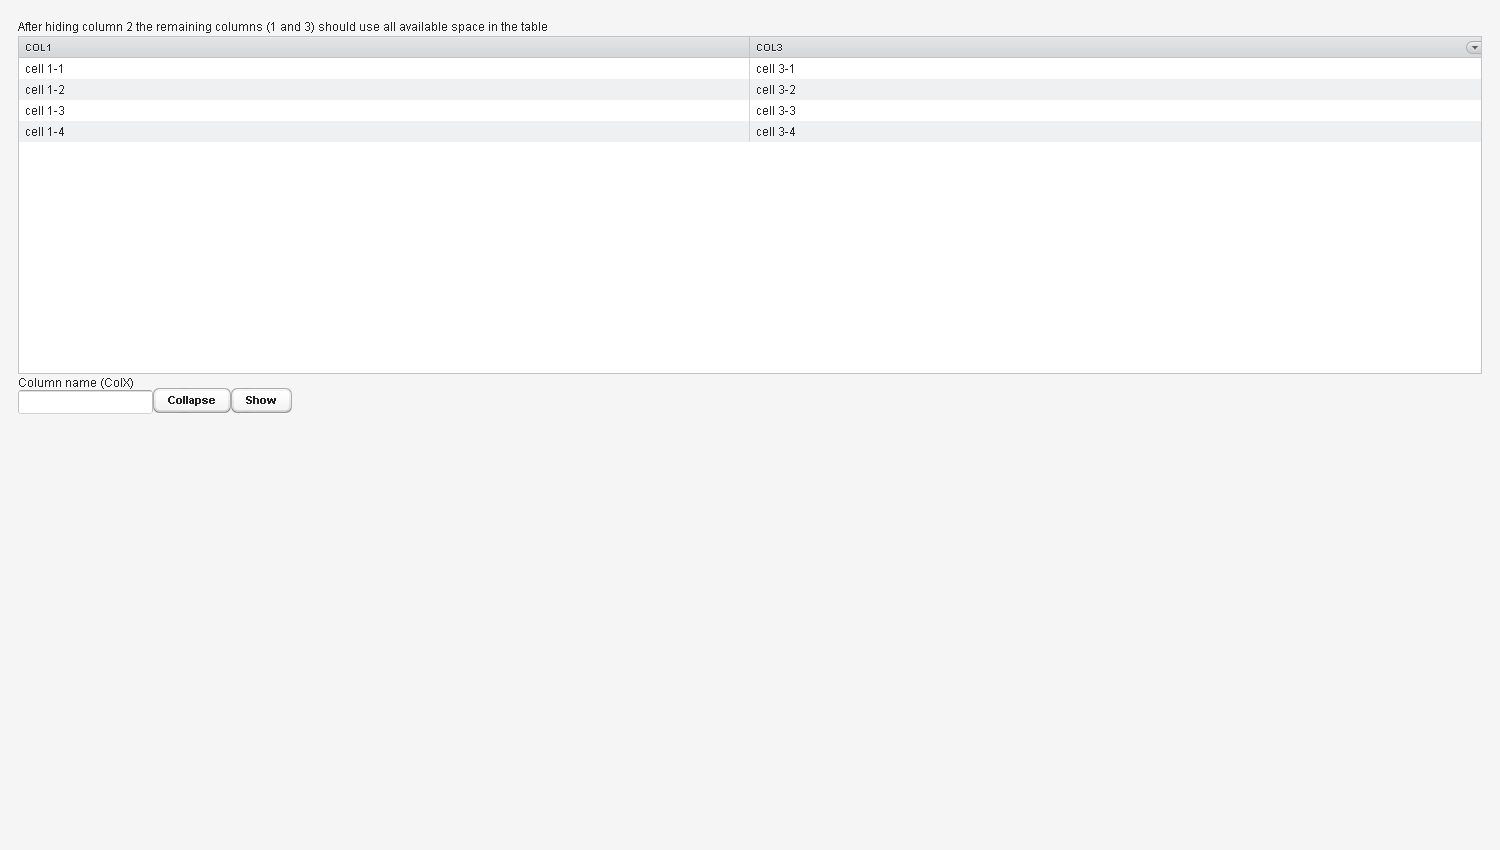 After hiding column 2 the remaining columns (1 and 3) should use all available space in the table
COL1 COL3
cell 1-1 cell 3-1
cell 1-2 cell 3-2
cell 1-3 cell 3-3
cell 1-4 cell 3-4
Column name (ColX)
Collapse Show